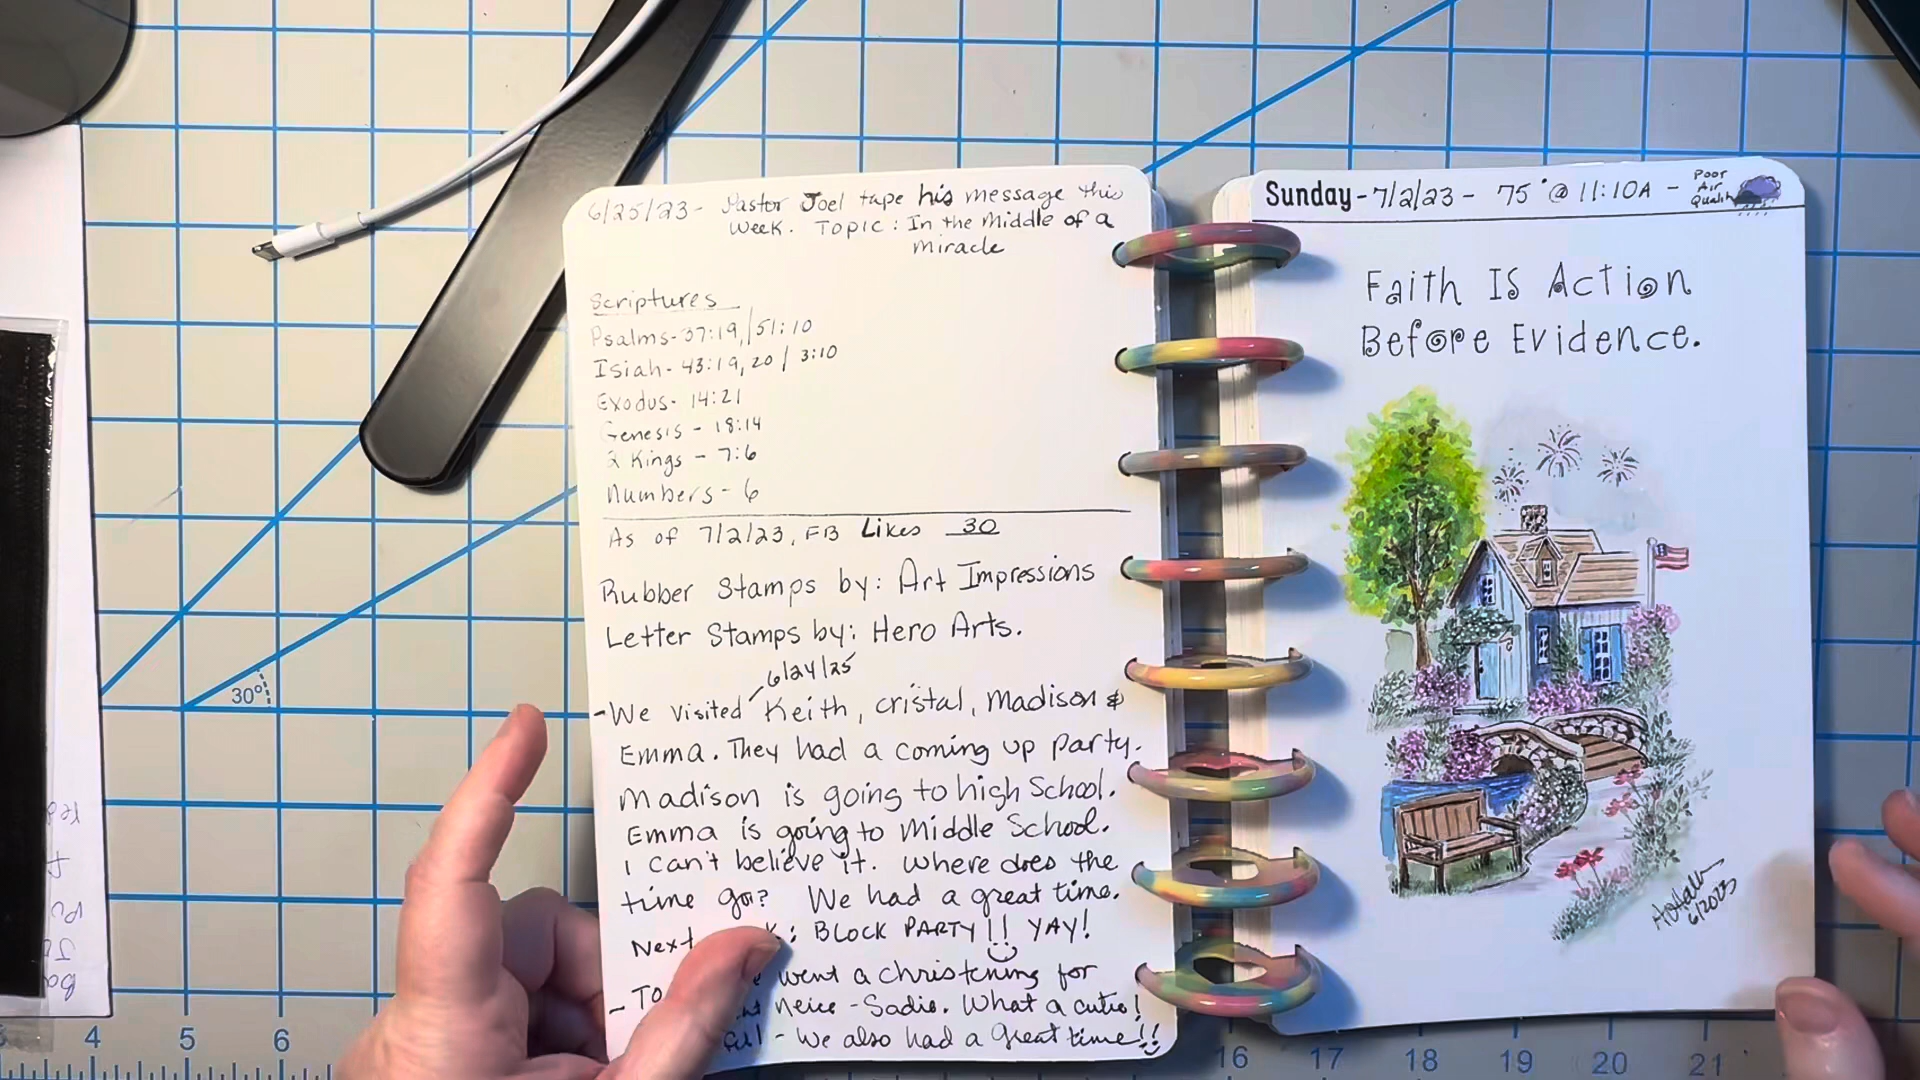 6/25/23- Pastor Joel tape his message this
Week. Topic: In the Middle of a
Miracle
Scriptures
Psalms-37:19,/51:10
Isiah- 43:19,20 / 3:10
Exodus- 14:21
Genesis - 18:14
2 Kings - 7:6
Numbers- 6
As of 7/2/23, FB Likes 30
Rubber Stamps by: Art Impressions
Letter Stamps by: Hero Arts.
6/24/25
-We visited Keith, cristal, Madison &
Emma. They had a coming up party.
Madison is going to high School.
Emma is going to Middle School.
I can't believe it. Where does the
time go? We had a great time.
Next : BLOCK PARTY!! YAY!
- To went a christening for
neice - Sadie. What a cutie!
- We also had a great time!!
Sunday - 7/2/23 - 75° @ 11:10A -
Poor
Air
Quality
Faith Is Action
Before Evidence.
6/2023
30°
4 5 6 16 17 18 19 20 21